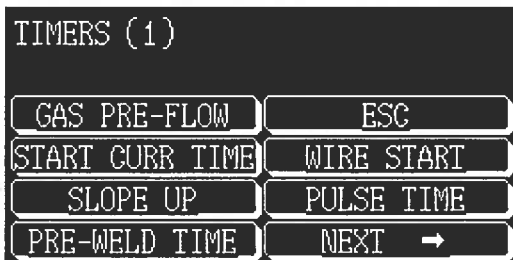 TIMERS (1)
GAS PRE-FLOW ESC
START CURR TIME WIRE START
SLOPE UP PULSE TIME
PRE-WELD TIME NEXT →